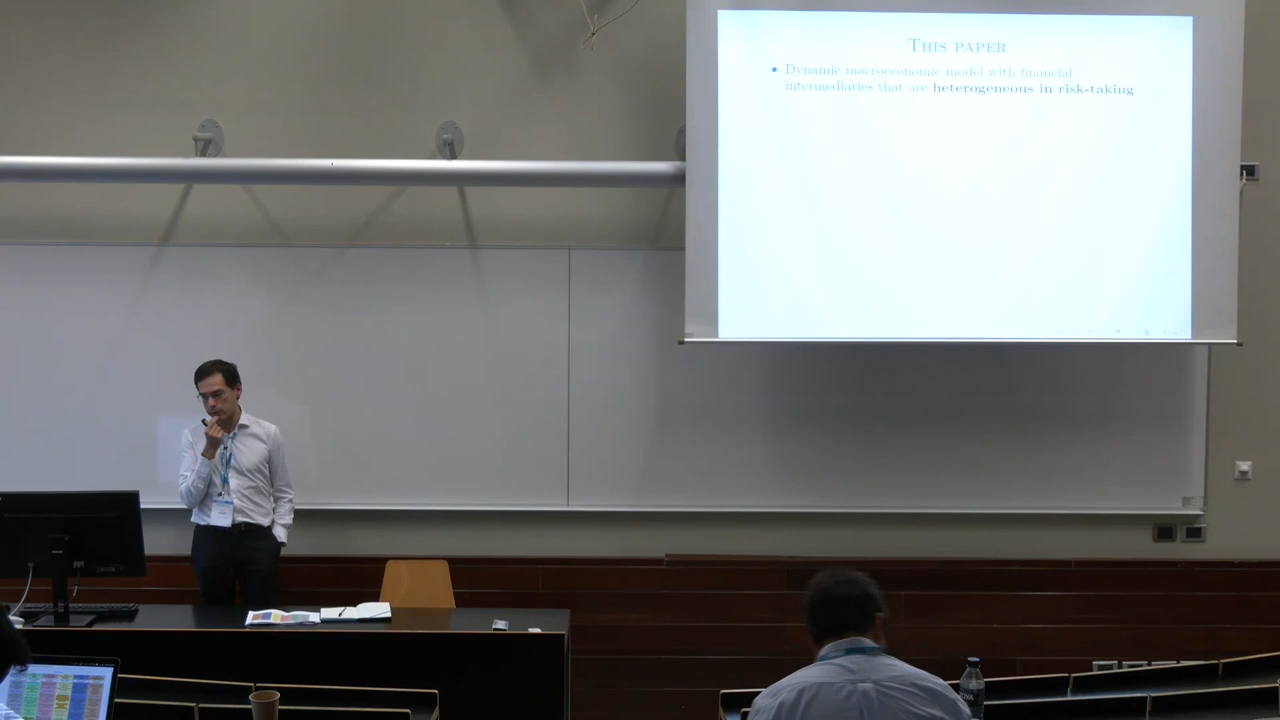 THIS PAPER
• Dynamic macroeconomic model with financial
intermediaries that are heterogeneous in risk-taking